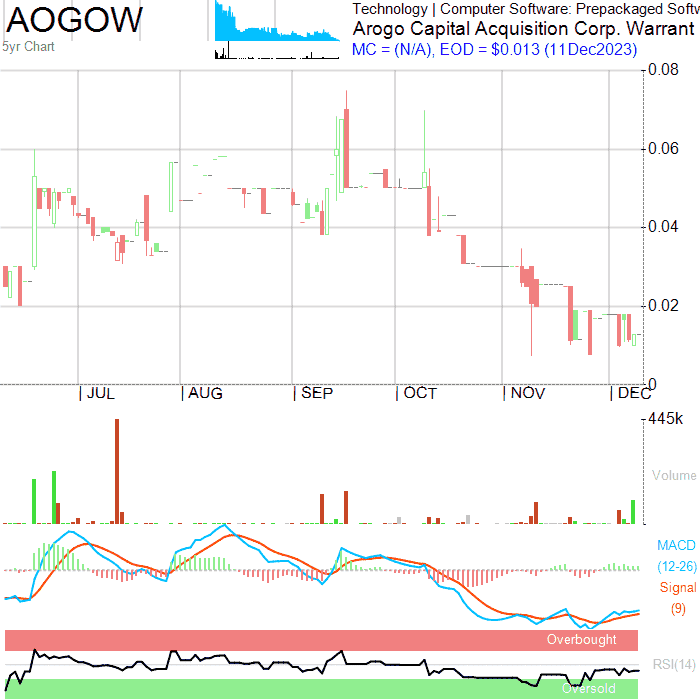 AOGOW
5yr Chart
Technology | Computer Software: Prepackaged Softw
Arogo Capital Acquisition Corp. Warrant
MC = (N/A), EOD = $0.013 (11Dec2023)
0.08
0.06
0.04
0.02
0
| JUL | AUG | SEP | OCT | NOV | DEC
445k
Volume
MACD
(12-26)
Signal
(9)
Overbought
RSI(14)
Oversold